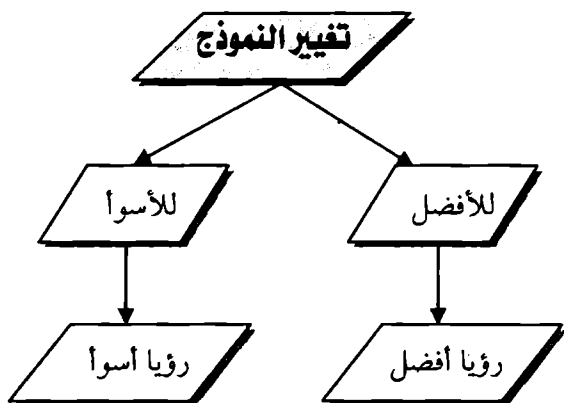 تغيير النموذج
للأفضل
للأسوأ
رؤيا أفضل
رؤيا أسوأ